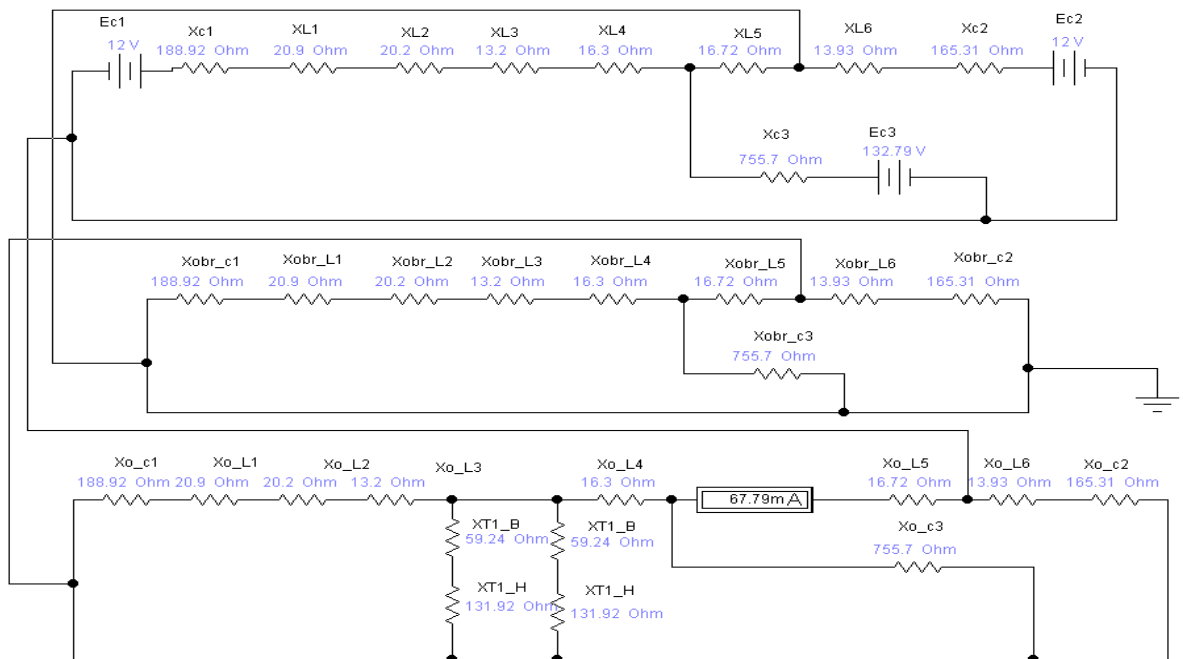 Ec1
12 V
Xc1
188.92 Ohm
XL1
20.9 Ohm
XL2
20.2 Ohm
XL3
13.2 Ohm
XL4
16.3 Ohm
XL5
16.72 Ohm
XL6
13.93 Ohm
Xc2
165.31 Ohm
Ec2
12 V
Xc3
755.7 Ohm
Ec3
132.79 V
Xobr_c1
188.92 Ohm
Xobr_L1
20.9 Ohm
Xobr_L2
20.2 Ohm
Xobr_L3
13.2 Ohm
Xobr_L4
16.3 Ohm
Xobr_L5
16.72 Ohm
Xobr_L6
13.93 Ohm
Xobr_c2
165.31 Ohm
Xobr_c3
755.7 Ohm
Xo_c1
188.92 Ohm
Xo_L1
20.9 Ohm
Xo_L2
20.2 Ohm
13.2 Ohm
Xo_L3
Xo_L4
16.3 Ohm
67.79m A
Xo_L5
16.72 Ohm
Xo_L6
13.93 Ohm
Xo_c2
165.31 Ohm
XT1_B
59.24 Ohm
XT1_B
59.24 Ohm
Xo_c3
755.7 Ohm
XT1_H
131.92 Ohm
XT1_H
131.92 Ohm